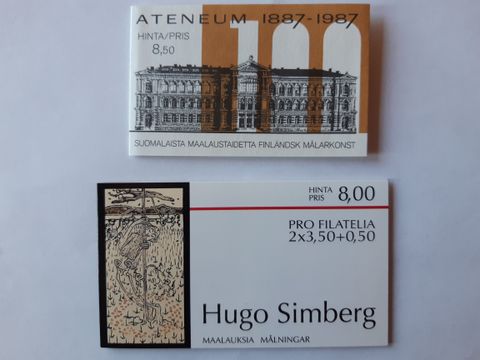 ATENEUM 1887-1987
HINTA/PRIS
8,50
100
SUOMALAISTA MAALAUSTAIDETTA FINLÄNDSK MÅLARKONST
HINTA
PRIS 8,00
PRO FILATELIA
2x3,50+0,50
Hugo Simberg
MAALAUKSIA MÅLNINGAR